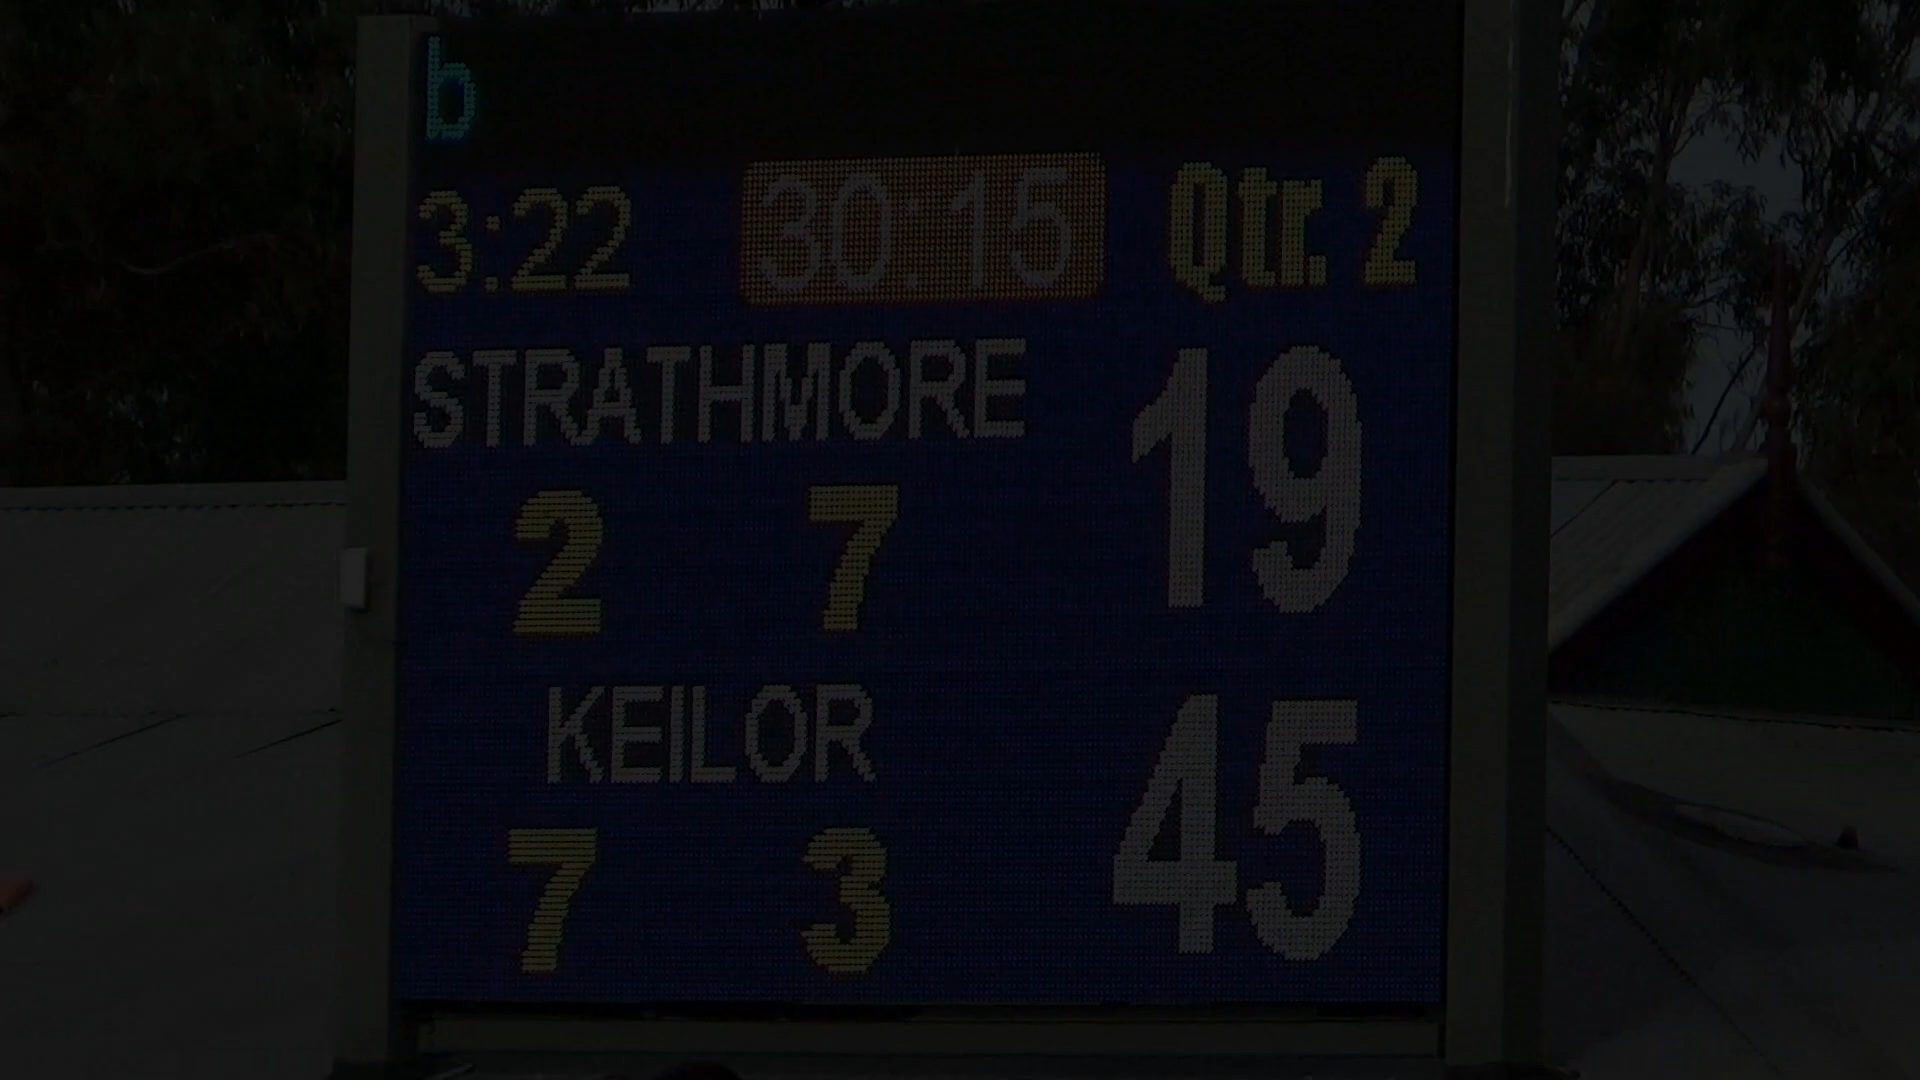 b
3:22 30:15 Qtr. 2
STRATHMORE
2 7 19
KEILOR
7 3 45